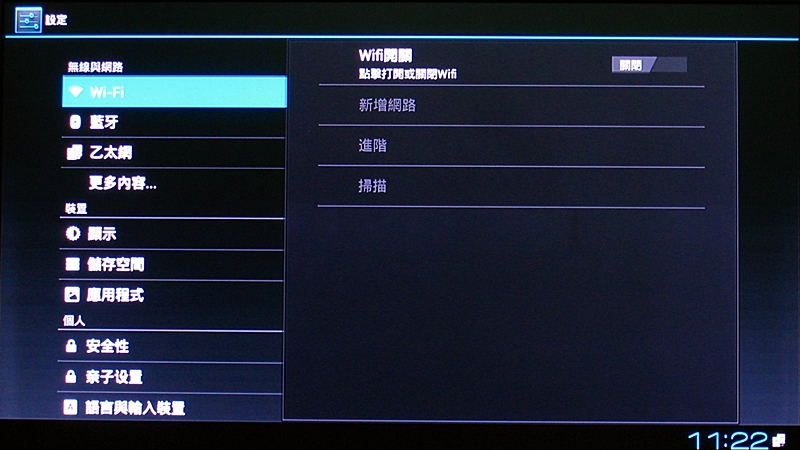 設定
無線與網路
Wi-Fi
藍牙
乙太網
更多內容...
裝置
顯示
儲存空間
應用程式
個人
安全性
亲子设置
語言與輸入裝置
Wifi開關
點擊打開或關閉Wifi
關閉
新增網路
進階
掃描
11:22